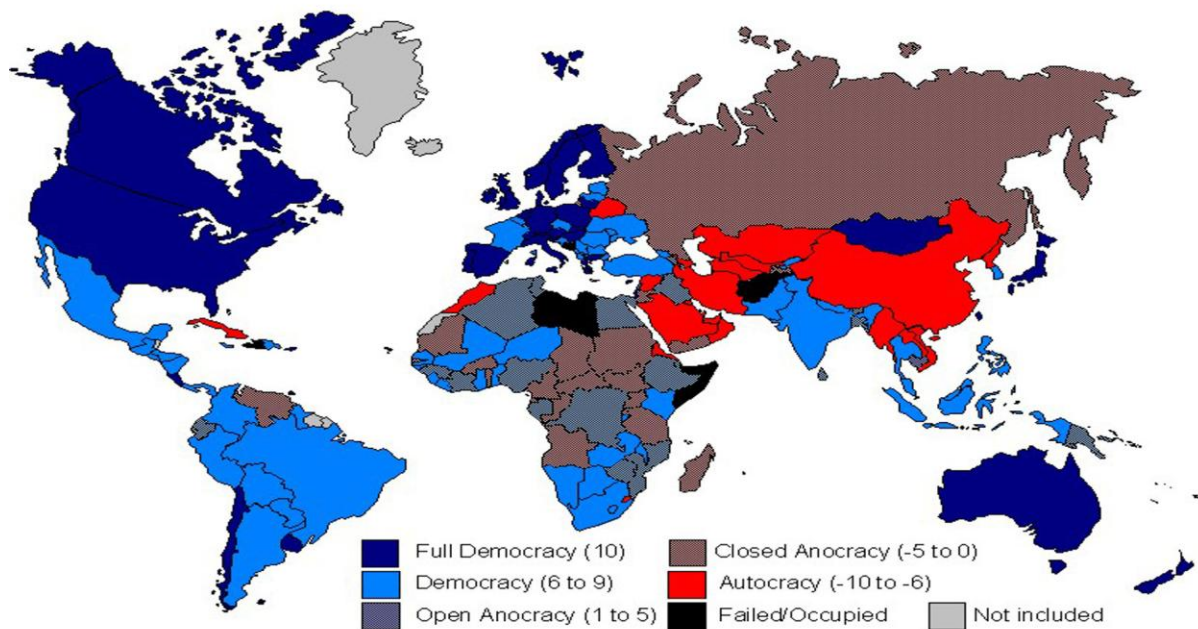 Full Democracy (10)
Closed Anocracy (-5 to 0)
Democracy (6 to 9)
Autocracy (-10 to -6)
Open Anocracy (1 to 5)
Failed/Occupied
Not included